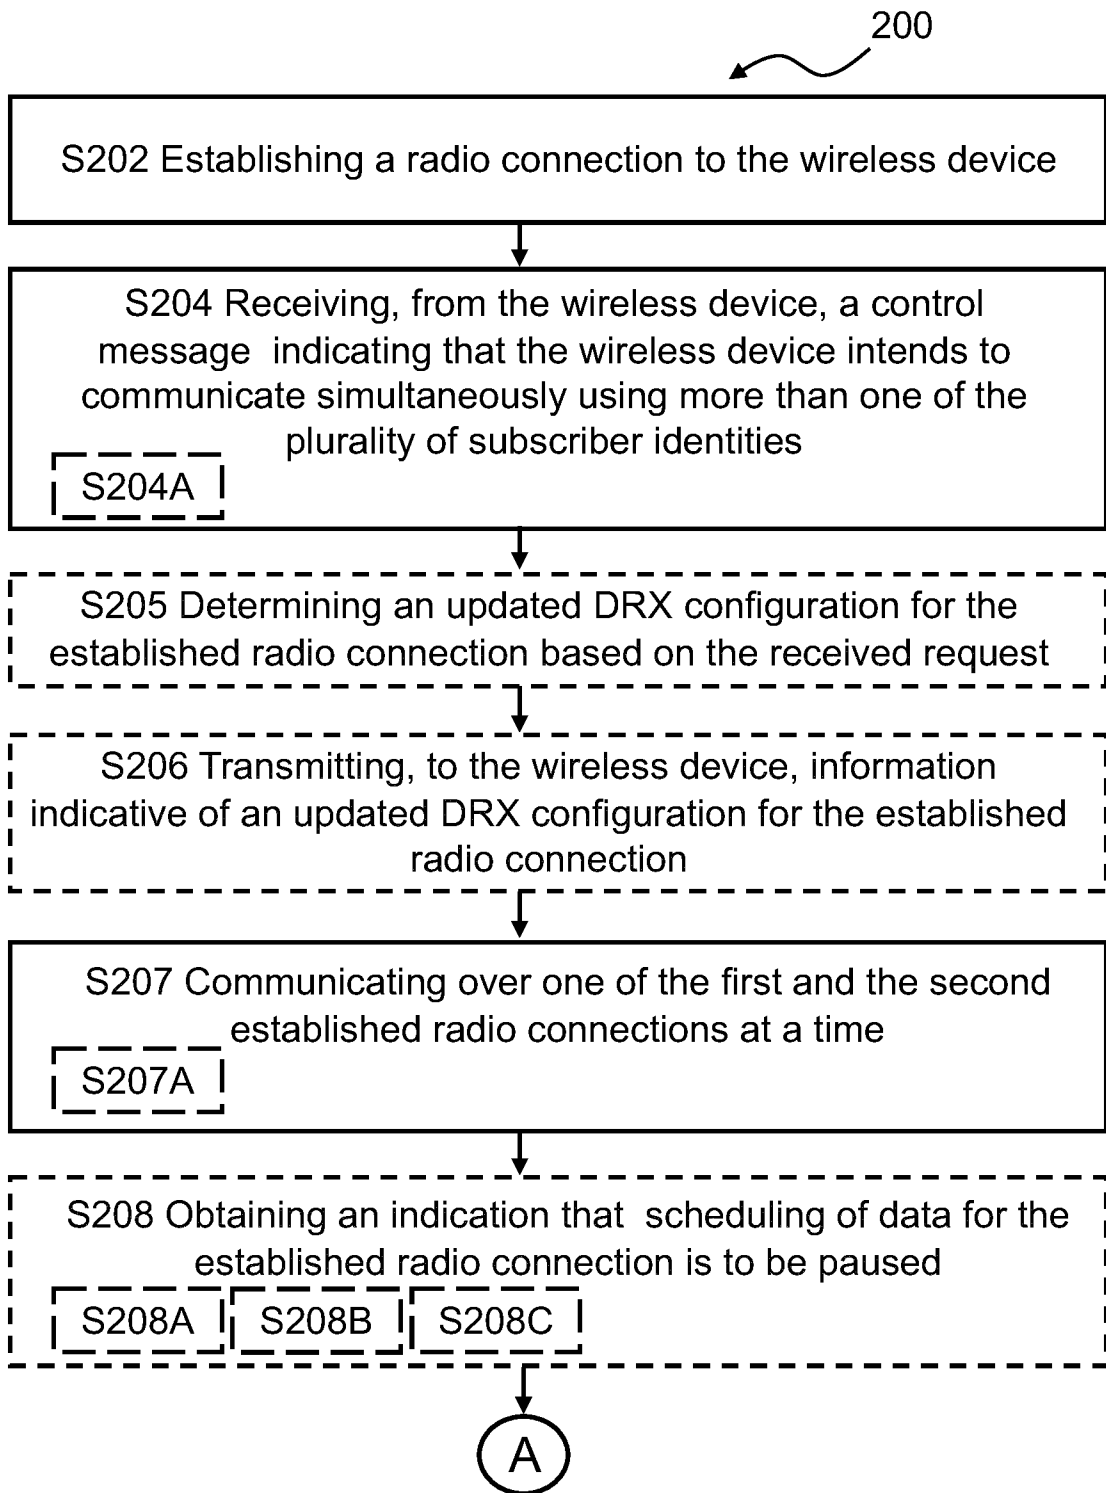 200
S202 Establishing a radio connection to the wireless device
S204 Receiving, from the wireless device, a control
message indicating that the wireless device intends to
communicate simultaneously using more than one of the
plurality of subscriber identities
S204A
S205 Determining an updated DRX configuration for the
established radio connection based on the received request
S206 Transmitting, to the wireless device, information
indicative of an updated DRX configuration for the established
radio connection
S207 Communicating over one of the first and the second
established radio connections at a time
S207A
S208 Obtaining an indication that scheduling of data for the
established radio connection is to be paused
S208A S208B S208C
A